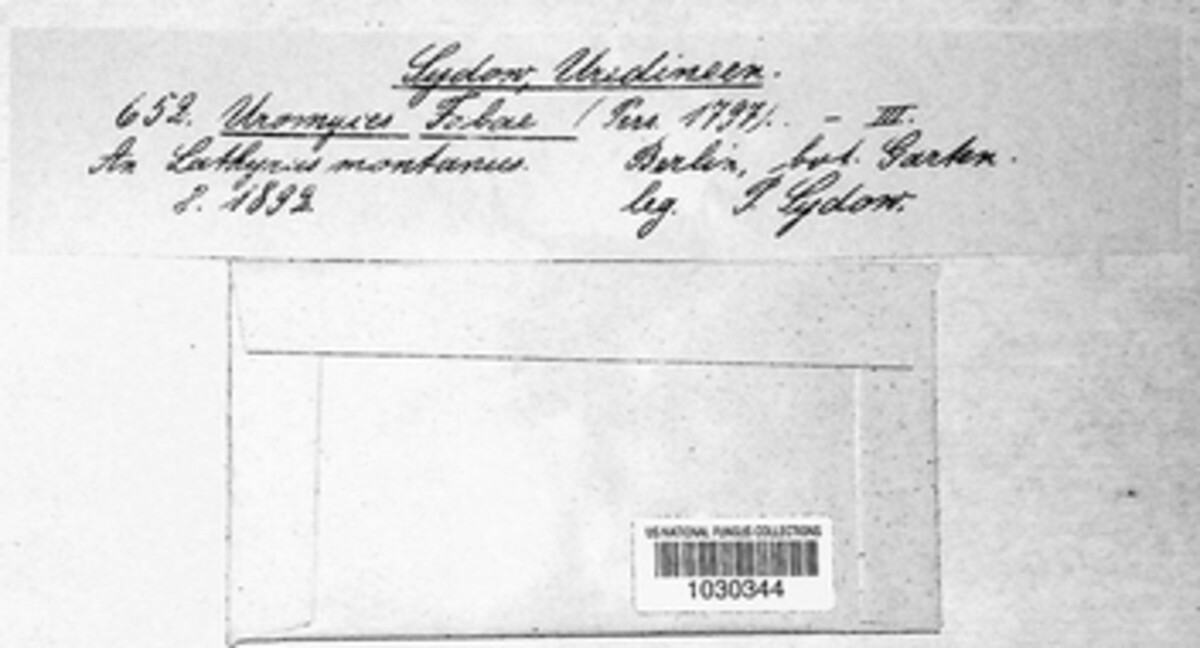 Sydow, Uredineen.
652. Uromyces Fabae (Pers. 1797). - III.
An Lathyrus montanus. Berlin, bot. Garten.
8. 1892 leg. P. Sydow.
US NATIONAL FUNGUS COLLECTIONS
1030344